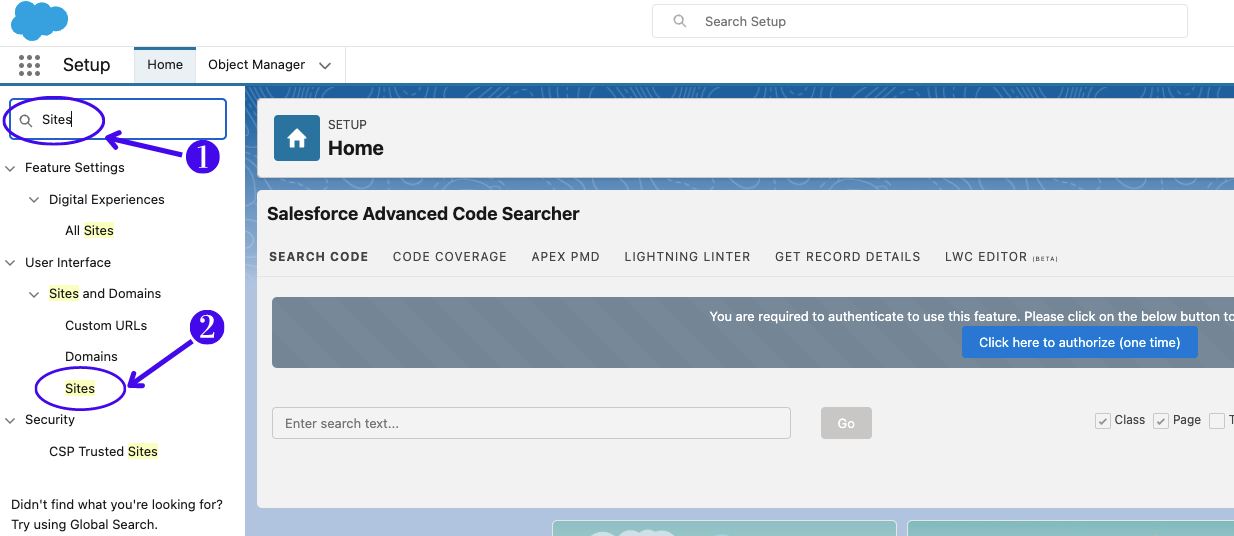 Search Setup
Setup
Home
Object Manager
Sites
1
Feature Settings
Digital Experiences
All Sites
User Interface
Sites and Domains
Custom URLs
2
Domains
Sites
Security
CSP Trusted Sites
Didn't find what you're looking for?
Try using Global Search.
SETUP
Home
Salesforce Advanced Code Searcher
SEARCH CODE CODE COVERAGE APEX PMD LIGHTNING LINTER GET RECORD DETAILS LWC EDITOR (BETA)
You are required to authenticate to use this feature. Please click on the below button to
Click here to authorize (one time)
Enter search text...
Go
Class
Page
T